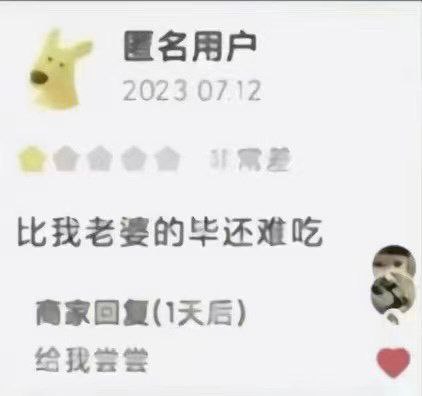 匿名用户
2023 07.12
非常差
比我老婆的毕还难吃
商家回复(1天后)
给我尝尝